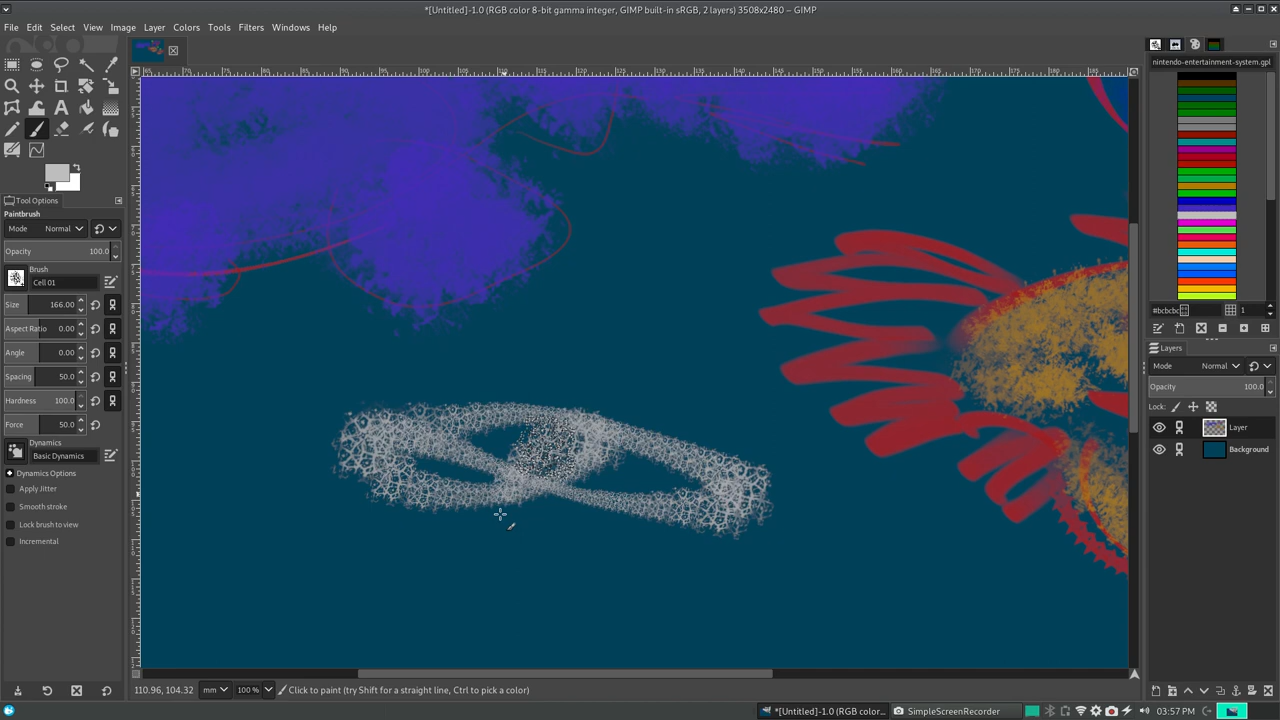 *[Untitled]-1.0 (RGB color 8-bit gamma integer, GIMP built-in sRGB, 2 layers) 3508x2480 – GIMP
File Edit Select View Image Layer Colors Tools Filters Windows Help
nintendo-entertainment-system.gpl
Tool Options
Paintbrush
Mode Normal
Opacity 100.0
Brush
Cell 01
Size 166.00
Aspect Ratio 0.00
Angle 0.00
Spacing 50.0
Hardness 100.0
Force 50.0
Dynamics
Basic Dynamics
Dynamics Options
Apply Jitter
Smooth stroke
Lock brush to view
Incremental
#bcbcbc 1
Layers
Mode Normal
Opacity 100.0
Lock:
Layer
Background
110.96, 104.32 mm 100 % Click to paint (try Shift for a straight line, Ctrl to pick a color)
*[Untitled]-1.0 (RGB color... SimpleScreenRecorder 03:57 PM